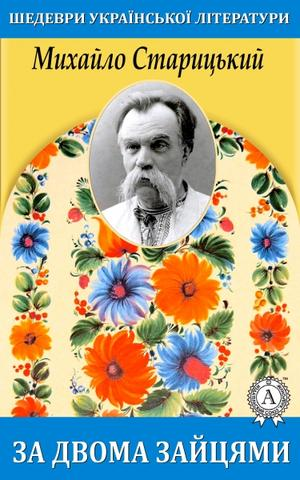 ШЕДЕВРИ УКРАЇНСЬКОЇ ЛІТЕРАТУРИ
Михайло Старицький
А
ЗА ДВОМА ЗАЙЦЯМИ